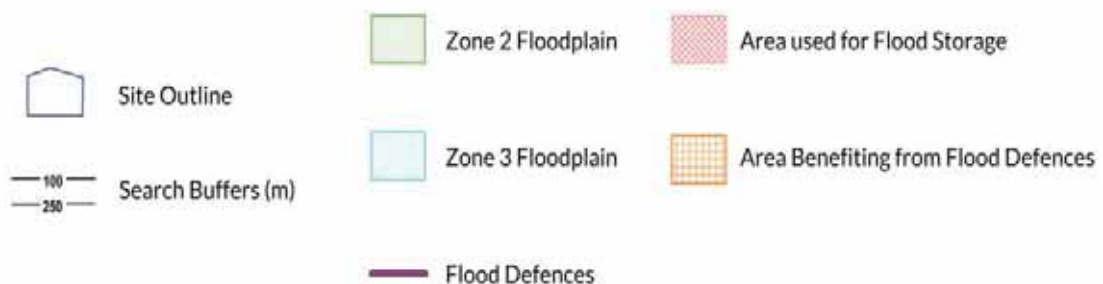 Site Outline
100
250
Search Buffers (m)
Zone 2 Floodplain
Zone 3 Floodplain
Flood Defences
Area used for Flood Storage
Area Benefiting from Flood Defences